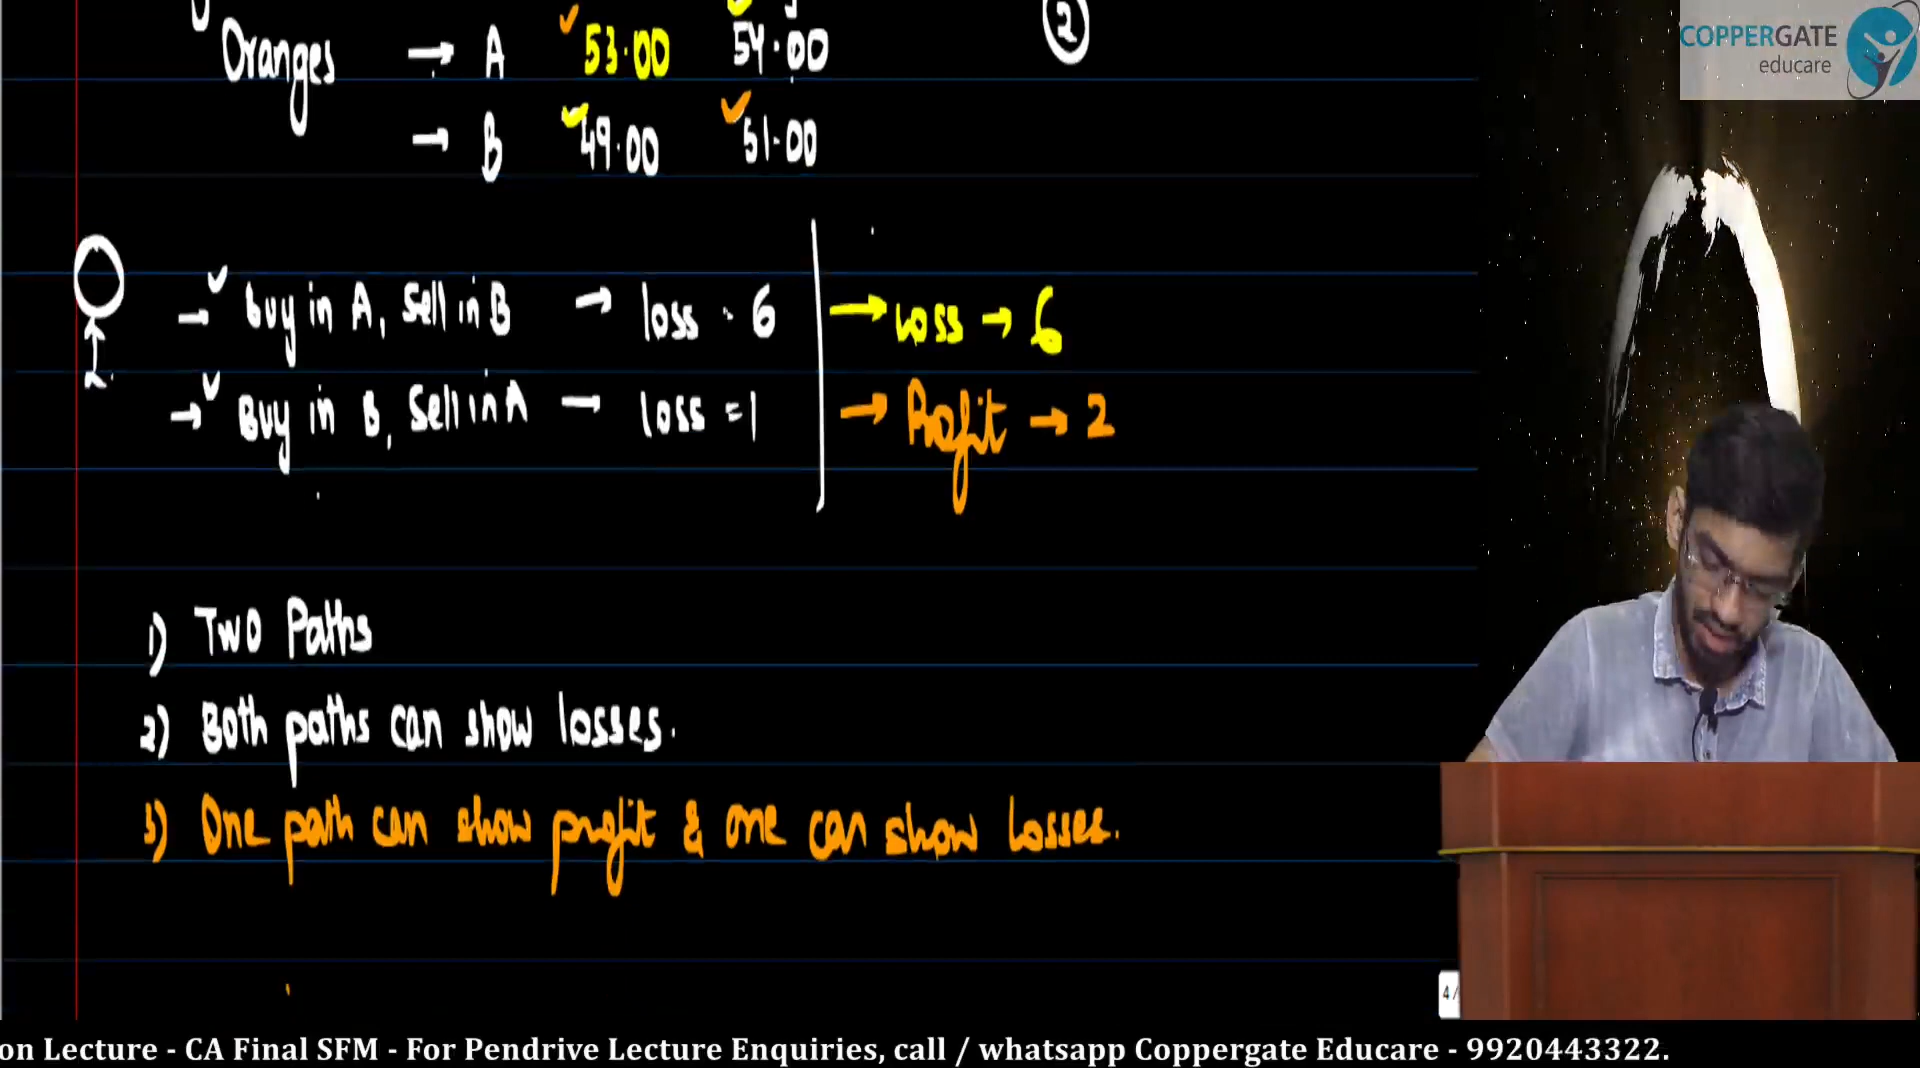 COPPERGATE
educare
②
Oranges → A 53.00 54.00
→ B 49.00 51.00
→ Buy in A, Sell in B → loss = 6 → Loss → 6
→ Buy in B, Sell in A — loss = 1 → Profit → 2
1) Two Paths
2) Both paths can show losses.
3) One path can show profit & one can show losses.
4/
on Lecture - CA Final SFM - For Pendrive Lecture Enquiries, call / whatsapp Coppergate Educare - 9920443322.